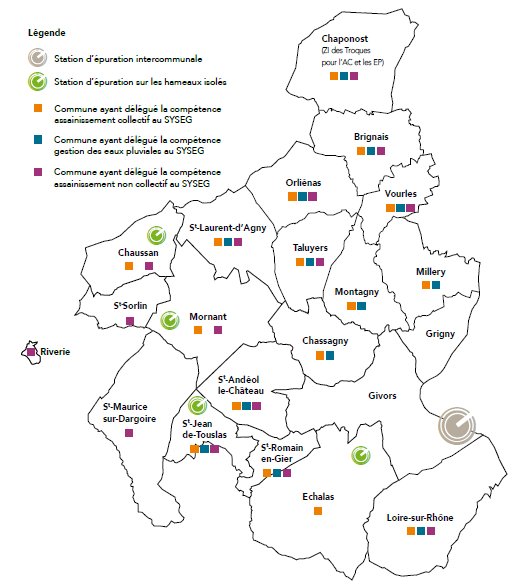 Légende
Station d'épuration intercommunale
Station d'épuration sur les hameaux isolés
Commune ayant délégué la compétence
assainissement collectif au SYSEG
Commune ayant délégué la compétence
gestion des eaux pluviales au SYSEG
Commune ayant délégué la compétence
assainissement non collectif au SYSEG
Chaponost
(ZI des Troques
pour l'AC et les EP)
Brignais
Orliénas
Vourles
St-Laurent-d'Agny
Chaussan
Taluyers
Millery
Montagny
St-Sorlin
Mornant
Grigny
Chassagny
Riverie
St-Andéol
le-Château
Givors
St-Maurice
sur-Dargoire
St-Jean
de-Touslas
St-Romain
en-Gier
Echalas
Loire-sur-Rhône